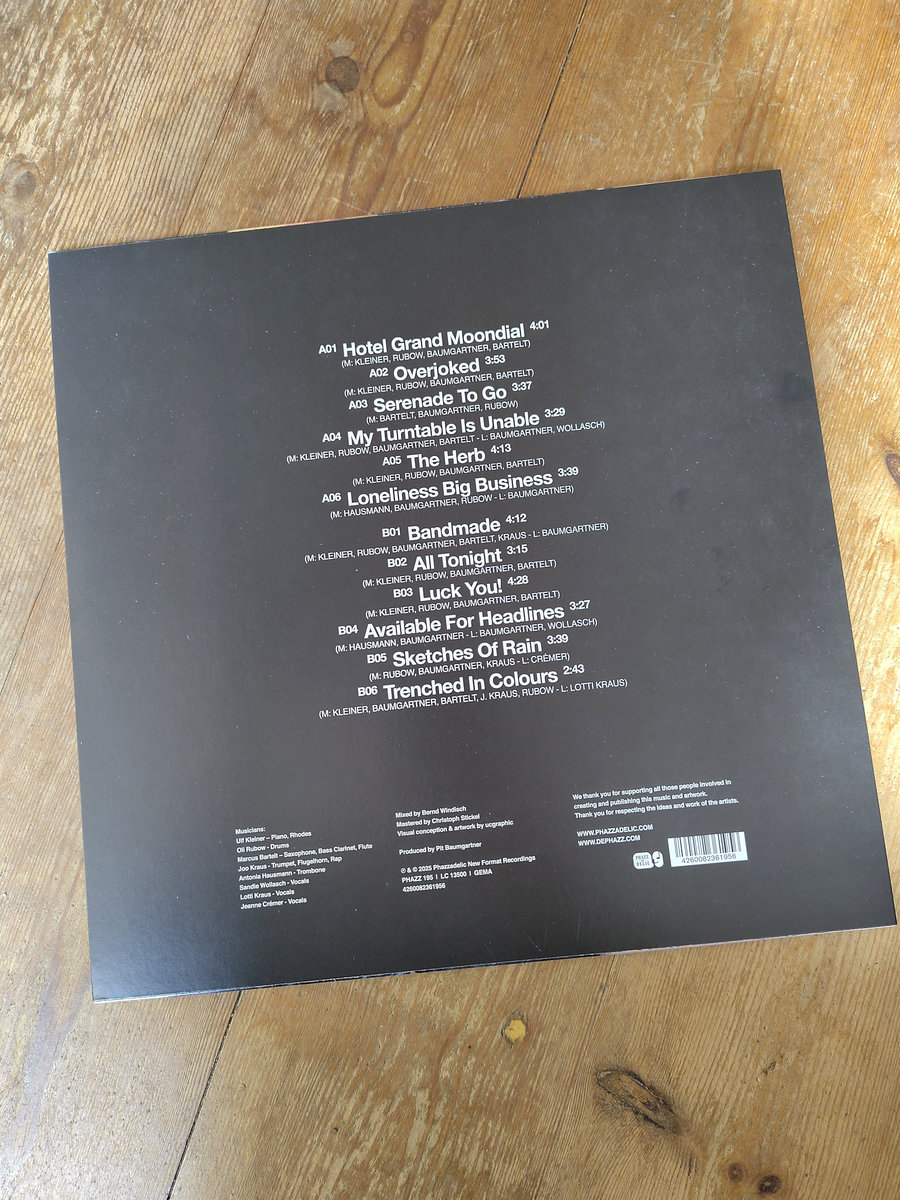 A01 Hotel Grand Moondial 4:01
(M: KLEINER, RUBOW, BAUMGARTNER, BARTELT)
A02 Overjoked 3:53
(M: KLEINER, RUBOW, BAUMGARTNER, BARTELT)
A03 Serenade To Go 3:37
(M: BARTELT, BAUMGARTNER, RUBOW)
A04 My Turntable Is Unable 3:29
(M: KLEINER, RUBOW, BAUMGARTNER, BARTELT - L: BAUMGARTNER, WOLLASCH)
A05 The Herb 4:13
(M: KLEINER, RUBOW, BAUMGARTNER, BARTELT)
A06 Loneliness Big Business 3:39
(M: HAUSMANN, BAUMGARTNER, RUBOW - L: BAUMGARTNER)
B01 Bandmade 4:12
(M: KLEINER, RUBOW, BAUMGARTNER, BARTELT, KRAUS - L: BAUMGARTNER)
B02 All Tonight 3:15
(M: KLEINER, RUBOW, BAUMGARTNER, BARTELT)
B03 Luck You! 4:28
(M: KLEINER, RUBOW, BAUMGARTNER, BARTELT)
B04 Available For Headlines 3:27
(M: HAUSMANN, BAUMGARTNER - L: BAUMGARTNER, WOLLASCH)
B05 Sketches Of Rain 3:39
(M: RUBOW, BAUMGARTNER, KRAUS - L: CRÈMER)
B06 Trenched In Colours 2:43
(M: KLEINER, BAUMGARTNER, BARTELT, J. KRAUS, RUBOW - L: LOTTI KRAUS)
Musicians:
Ulf Kleiner – Piano, Rhodes
Oli Rubow - Drums
Marcus Bartelt – Saxophone, Bass Clarinet, Flute
Joo Kraus - Trumpet, Flugelhorn, Rap
Antonia Hausmann - Trombone
Sandie Wollasch - Vocals
Lotti Kraus - Vocals
Jeanne Crèmer - Vocals
Mixed by Bernd Windisch
Mastered by Christoph Stickel
Visual conception & artwork by ucgraphic
Produced by Pit Baumgartner
℗ & © 2025 Phazzadelic New Format Recordings
PHAZZ 195 | LC 13500 | GEMA
4260082361956
We thank you for supporting all those people involved in
creating and publishing this music and artwork.
Thank you for respecting the ideas and work of the artists.
WWW.PHAZZADELIC.COM
WWW.DEPHAZZ.COM
PHAZZ
A
DELIC
4260082361956